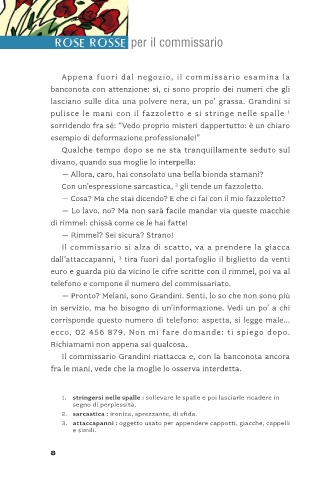 ROSE ROSSE per il commissario
Appena fuori dal negozio, il commissario esamina la
banconota con attenzione: sì, ci sono proprio dei numeri che gli
lasciano sulle dita una polvere nera, un po' grassa. Grandini si
pulisce le mani con il fazzoletto e si stringe nelle spalle 1
sorridendo fra sé: "Vedo proprio misteri dappertutto: è un chiaro
esempio di deformazione professionale!"
Qualche tempo dopo se ne sta tranquillamente seduto sul
divano, quando sua moglie lo interpella:
— Allora, caro, hai consolato una bella bionda stamani?
Con un'espressione sarcastica, 2 gli tende un fazzoletto.
— Cosa? Ma che stai dicendo? E che ci fai con il mio fazzoletto?
— Lo lavo, no? Ma non sarà facile mandar via queste macchie
di rimmel: chissà come ce le hai fatte!
— Rimmel? Sei sicura? Strano!
Il commissario si alza di scatto, va a prendere la giacca
dall'attaccapanni, 3 tira fuori dal portafoglio il biglietto da venti
euro e guarda più da vicino le cifre scritte con il rimmel, poi va al
telefono e compone il numero del commissariato.
— Pronto? Melani, sono Grandini. Senti, lo so che non sono più
in servizio, ma ho bisogno di un'informazione. Vedi un po' a chi
corrisponde questo numero di telefono: aspetta, si legge male...
ecco, 02 456 879. Non mi fare domande: ti spiego dopo.
Richiamami non appena sai qualcosa.
Il commissario Grandini riattacca e, con la banconota ancora
fra le mani, vede che la moglie lo osserva interdetta.
1. stringersi nelle spalle : sollevare le spalle e poi lasciarle ricadere in
segno di perplessità.
2. sarcastica : ironica, sprezzante, di sfida.
3. attaccapanni : oggetto usato per appendere cappotti, giacche, cappelli
e simili.
8